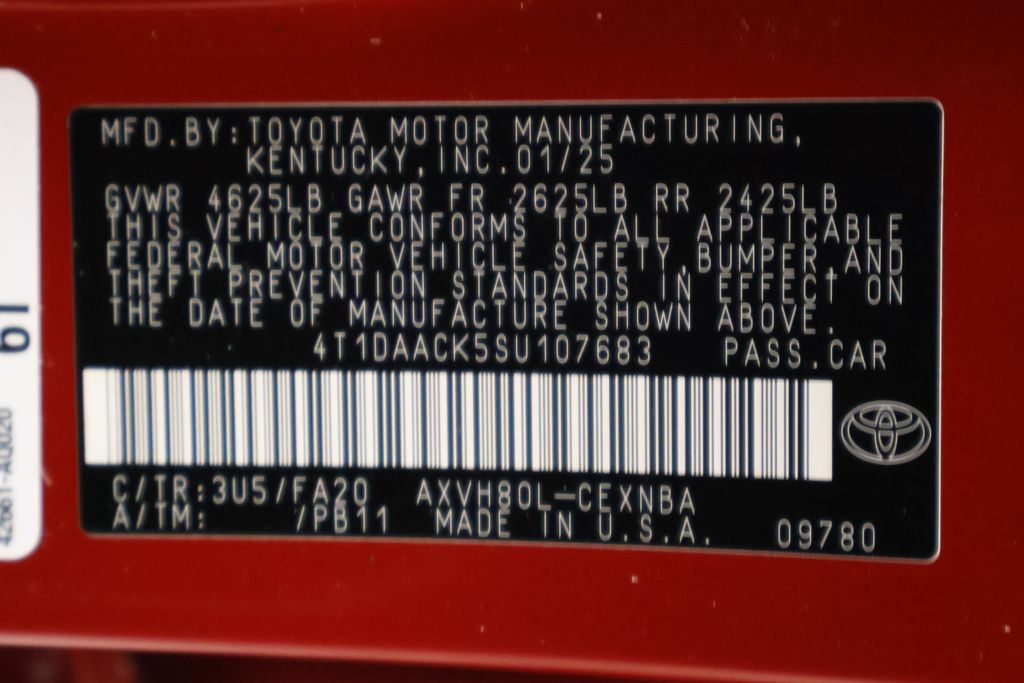 MFD.BY:TOYOTA MOTOR MANUFACTURING,
KENTUCKY,INC.01/25
GVWR 4625LB GAWR FR 2625LB RR 2425LB
THIS VEHICLE CONFORMS TO ALL APPLICABLE
FEDERAL MOTOR VEHICLE SAFETY,BUMPER AND
THEFT PREVENTION STANDARDS IN EFFECT ON
THE DATE OF MANUFACTURE SHOWN ABOVE.
4T1DAACK5SU107683 PASS.CAR
C/TR:3U5/FA20 AXVH80L-CEXNBA
A/TM: /PB11 MADE IN U.S.A. 09780
42661-AQ020